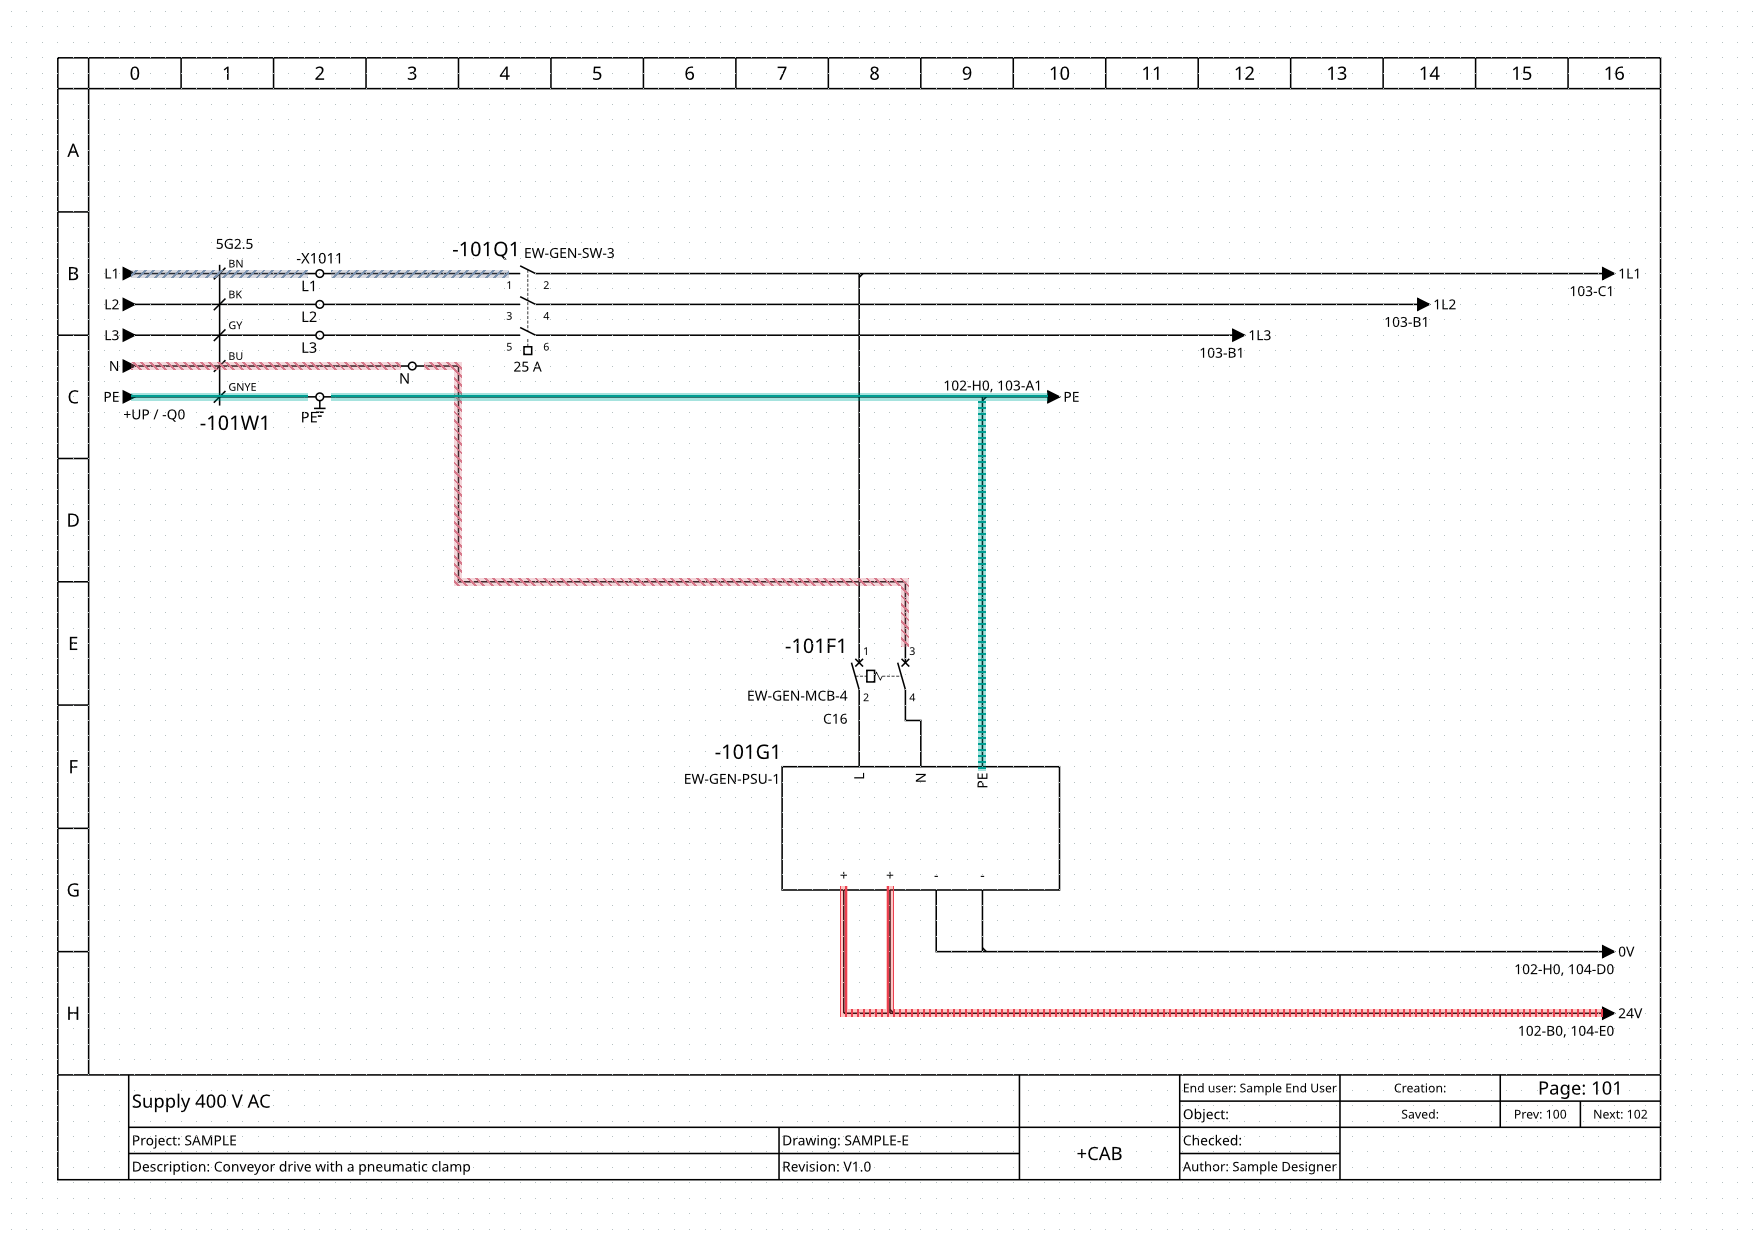 0 1 2 3 4 5 6 7 8 9 10 11 12 13 14 15 16
A
B
C
D
E
F
G
H
5G2.5
-X1011
-101Q1 EW-GEN-SW-3
L1 BN L1 1 2 1L1
103-C1
L2 BK L2 3 4 1L2
103-B1
L3 GY L3 5 6 1L3
103-B1
25 A
N BU N
PE GNYE PE 102-H0, 103-A1 PE
+UP / -Q0
-101W1
-101F1 1 3
EW-GEN-MCB-4 2 4
C16
-101G1
EW-GEN-PSU-1 L N PE
+ + - -
0V
102-H0, 104-D0
24V
102-B0, 104-E0
Supply 400 V AC
Project: SAMPLE
Description: Conveyor drive with a pneumatic clamp
Drawing: SAMPLE-E
Revision: V1.0
+CAB
End user: Sample End User
Object:
Checked:
Author: Sample Designer
Creation:
Saved:
Page: 101
Prev: 100 Next: 102